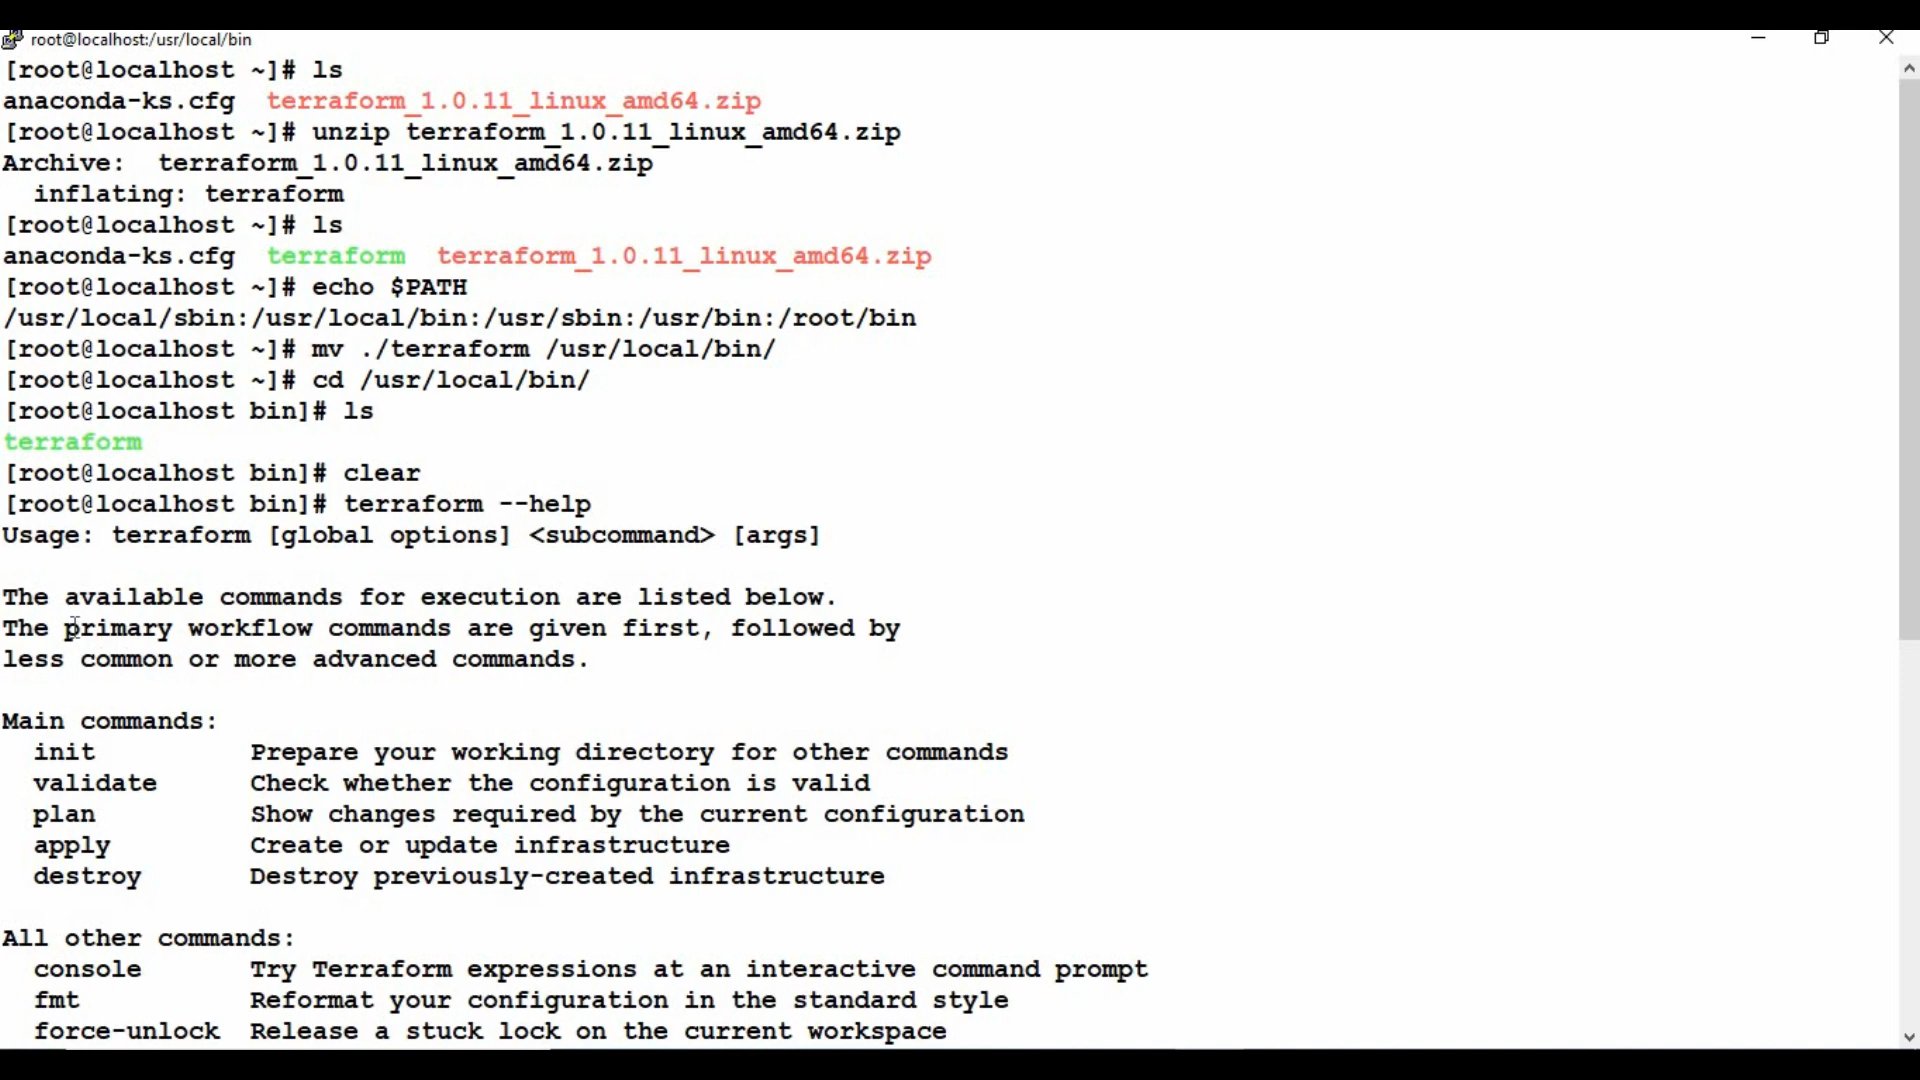 root@localhost:/usr/local/bin
[root@localhost ~]# ls
anaconda-ks.cfg  terraform_1.0.11_linux_amd64.zip
[root@localhost ~]# unzip terraform_1.0.11_linux_amd64.zip
Archive:  terraform_1.0.11_linux_amd64.zip
  inflating: terraform
[root@localhost ~]# ls
anaconda-ks.cfg  terraform  terraform_1.0.11_linux_amd64.zip
[root@localhost ~]# echo $PATH
/usr/local/sbin:/usr/local/bin:/usr/sbin:/usr/bin:/root/bin
[root@localhost ~]# mv ./terraform /usr/local/bin/
[root@localhost ~]# cd /usr/local/bin/
[root@localhost bin]# ls
terraform
[root@localhost bin]# clear
[root@localhost bin]# terraform --help
Usage: terraform [global options] <subcommand> [args]
The available commands for execution are listed below.
The primary workflow commands are given first, followed by
less common or more advanced commands.
Main commands:
  init          Prepare your working directory for other commands
  validate      Check whether the configuration is valid
  plan          Show changes required by the current configuration
  apply         Create or update infrastructure
  destroy       Destroy previously-created infrastructure
All other commands:
  console       Try Terraform expressions at an interactive command prompt
  fmt           Reformat your configuration in the standard style
  force-unlock  Release a stuck lock on the current workspace